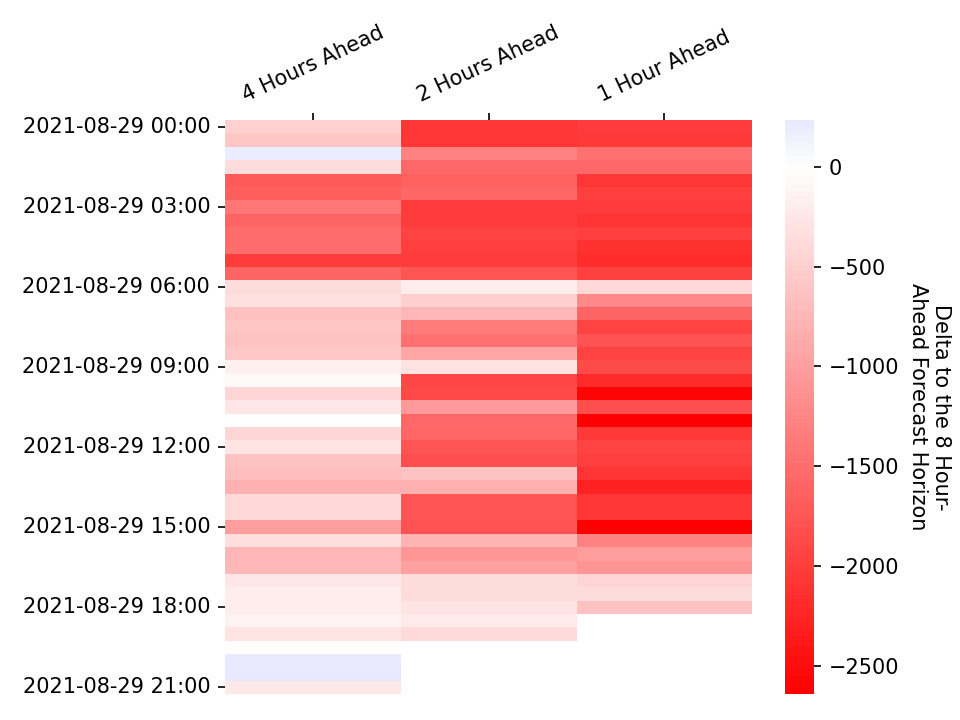 4 Hours Ahead
2 Hours Ahead
1 Hour Ahead
2021-08-29 00:00
2021-08-29 03:00
2021-08-29 06:00
2021-08-29 09:00
2021-08-29 12:00
2021-08-29 15:00
2021-08-29 18:00
2021-08-29 21:00
0
−500
−1000
−1500
−2000
−2500
Delta to the 8 Hour-
Ahead Forecast Horizon